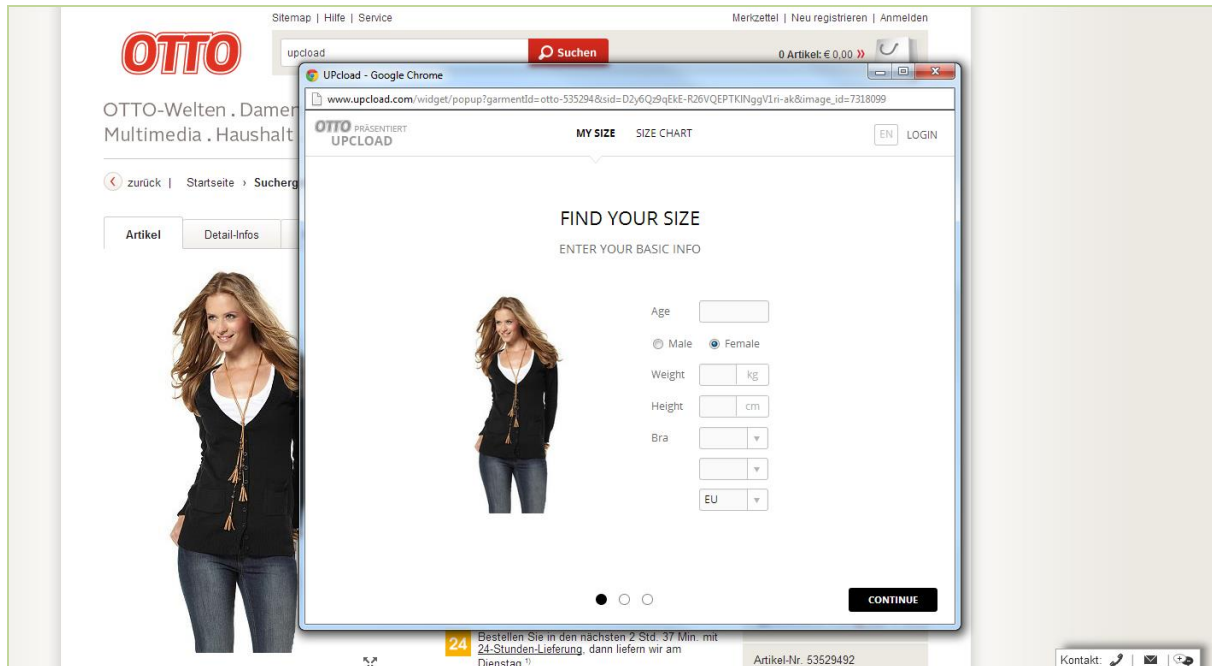 Sitemap | Hilfe | Service
Merkzettel | Neu registrieren | Anmelden
OTTO
upcload
Suchen
0 Artikel: € 0,00 »
OTTO-Welten . Damen
Multimedia . Haushalt
zurück | Startseite › Sucherg
Artikel
Detail-Infos
UPcload - Google Chrome
www.upcload.com/widget/popup?garmentId=otto-535294&sid=D2y6Qz9qEkE-R26VQEPTKINggV1ri-ak&image_id=7318099
OTTO PRÄSENTIERT
UPCLOAD
MY SIZE
SIZE CHART
EN
LOGIN
FIND YOUR SIZE
ENTER YOUR BASIC INFO
Age
Male
Female
Weight
kg
Height
cm
Bra
EU
CONTINUE
24
Bestellen Sie in den nächsten 2 Std. 37 Min. mit
24-Stunden-Lieferung, dann liefern wir am
Dienstag 1)
Artikel-Nr. 53529492
Kontakt: